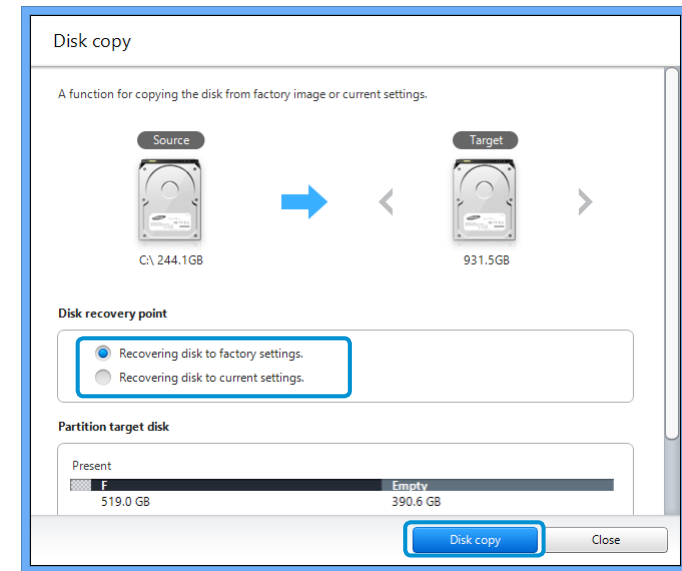 Disk copy
A function for copying the disk from factory image or current settings.
Source
Target
C:\ 244.1GB
931.5GB
Disk recovery point
Recovering disk to factory settings.
Recovering disk to current settings.
Partition target disk
Present
F
Empty
519.0 GB
390.6 GB
Disk copy
Close